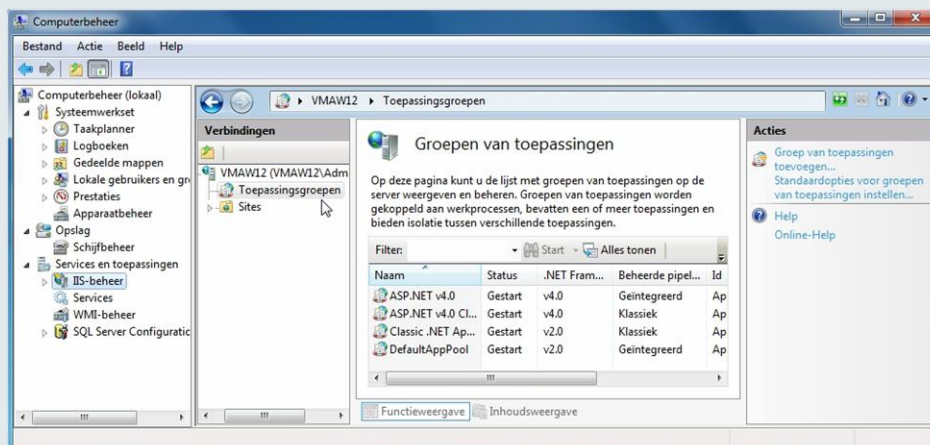 Computerbeheer
Bestand Actie Beeld Help
Computerbeheer (lokaal)
Systeemwerkset
Taakplanner
Logboeken
Gedeelde mappen
Lokale gebruikers en gr
Prestaties
Apparaatbeheer
Opslag
Schijfbeheer
Services en toepassingen
IIS-beheer
Services
WMI-beheer
SQL Server Configuratic
VMAW12 Toepassingsgroepen
Verbindingen
VMAW12 (VMAW12\Adm
Toepassingsgroepen
Sites
Groepen van toepassingen
Op deze pagina kunt u de lijst met groepen van toepassingen op de
server weergeven en beheren. Groepen van toepassingen worden
gekoppeld aan werkprocessen, bevatten een of meer toepassingen en
bieden isolatie tussen verschillende toepassingen.
Filter: Start Alles tonen
Naam Status .NET Fram... Beheerde pipel... Id
ASP.NET v4.0 Gestart v4.0 Geïntegreerd Ap
ASP.NET v4.0 Cl... Gestart v4.0 Klassiek Ap
Classic .NET Ap... Gestart v2.0 Klassiek Ap
DefaultAppPool Gestart v2.0 Geïntegreerd Ap
Functieweergave Inhoudsweergave
Acties
Groep van toepassingen
toevoegen...
Standaardopties voor groepen
van toepassingen instellen...
Help
Online-Help